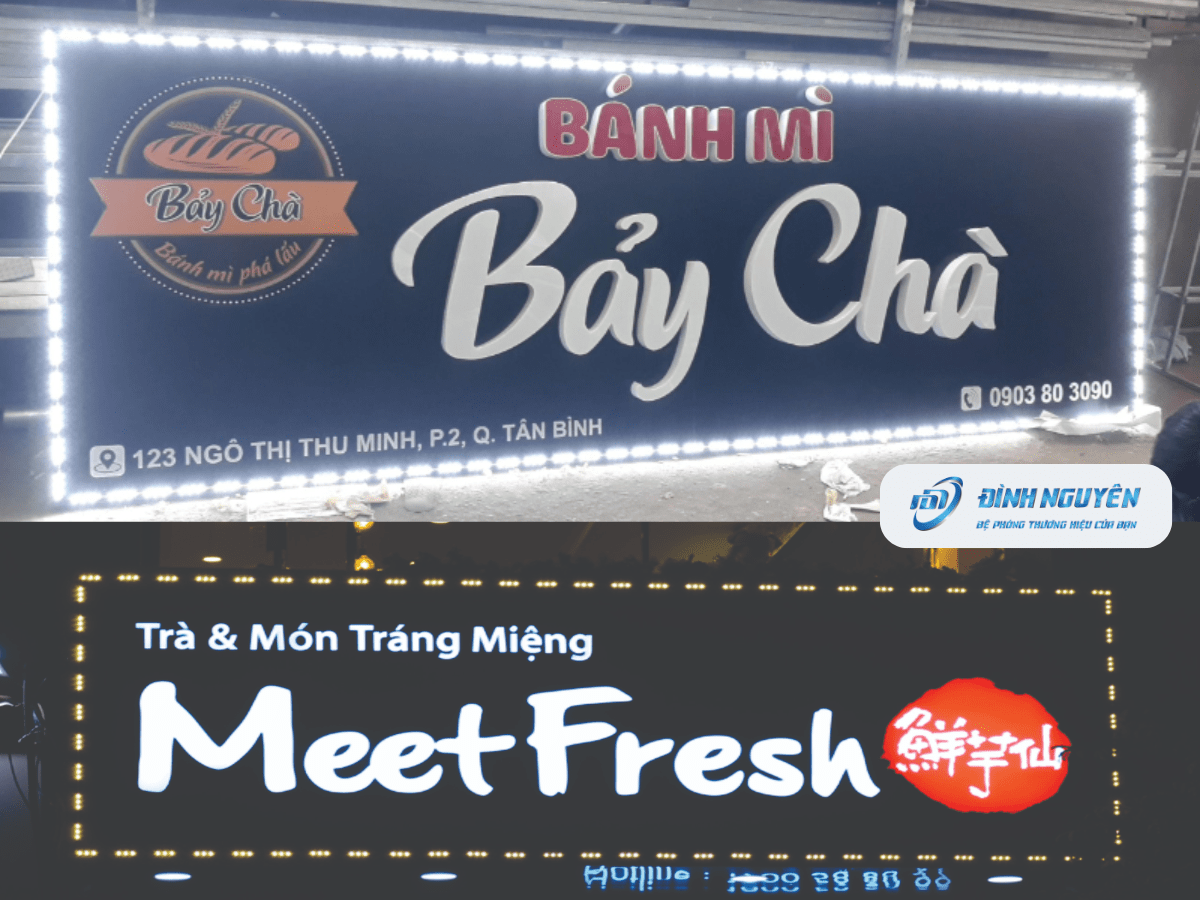 BÁNH MÌ
Bảy Chà
Bảy Chà
Bánh mì phá lấu
123 NGÔ THỊ THU MINH, P.2, Q. TÂN BÌNH
0903 80 3090
ĐÌNH NGUYÊN
BỆ PHÓNG THƯƠNG HIỆU CỦA BẠN
Trà & Món Tráng Miệng
MeetFresh
鮮芋仙
Hotline :